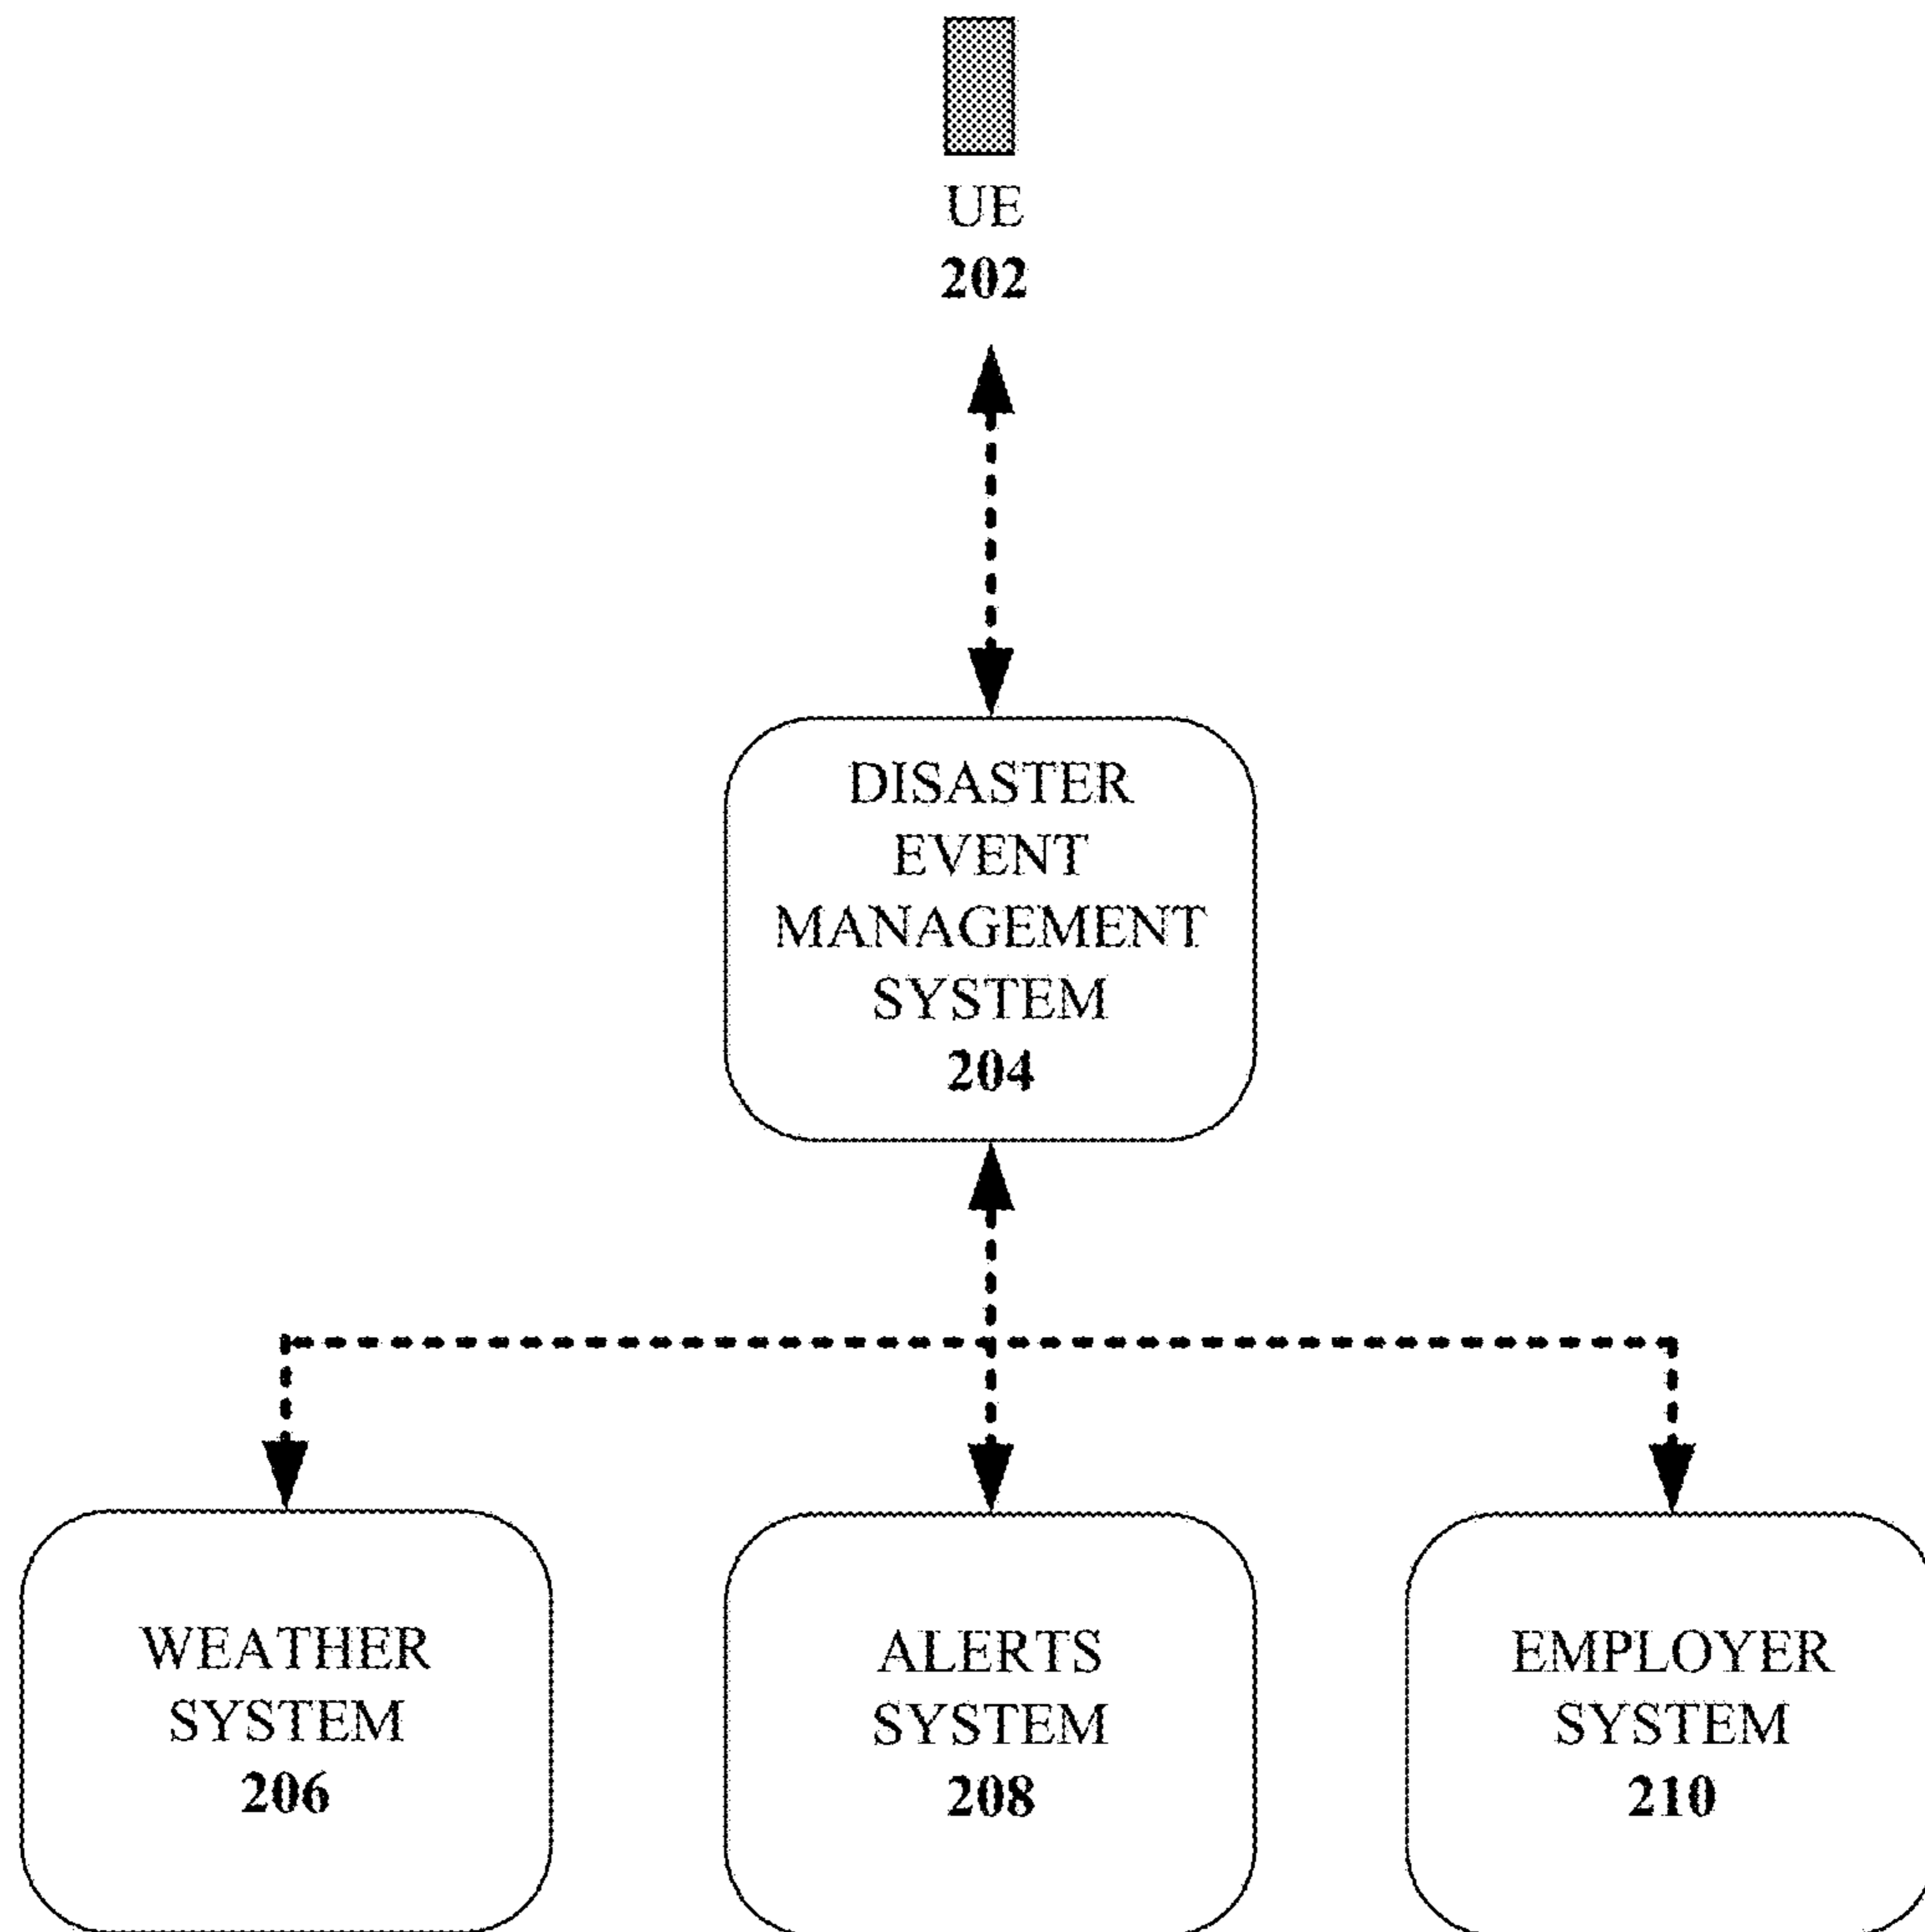 UE
202
DISASTER
EVENT
MANAGEMENT
SYSTEM
204
WEATHER
SYSTEM
206
ALERTS
SYSTEM
208
EMPLOYER
SYSTEM
210